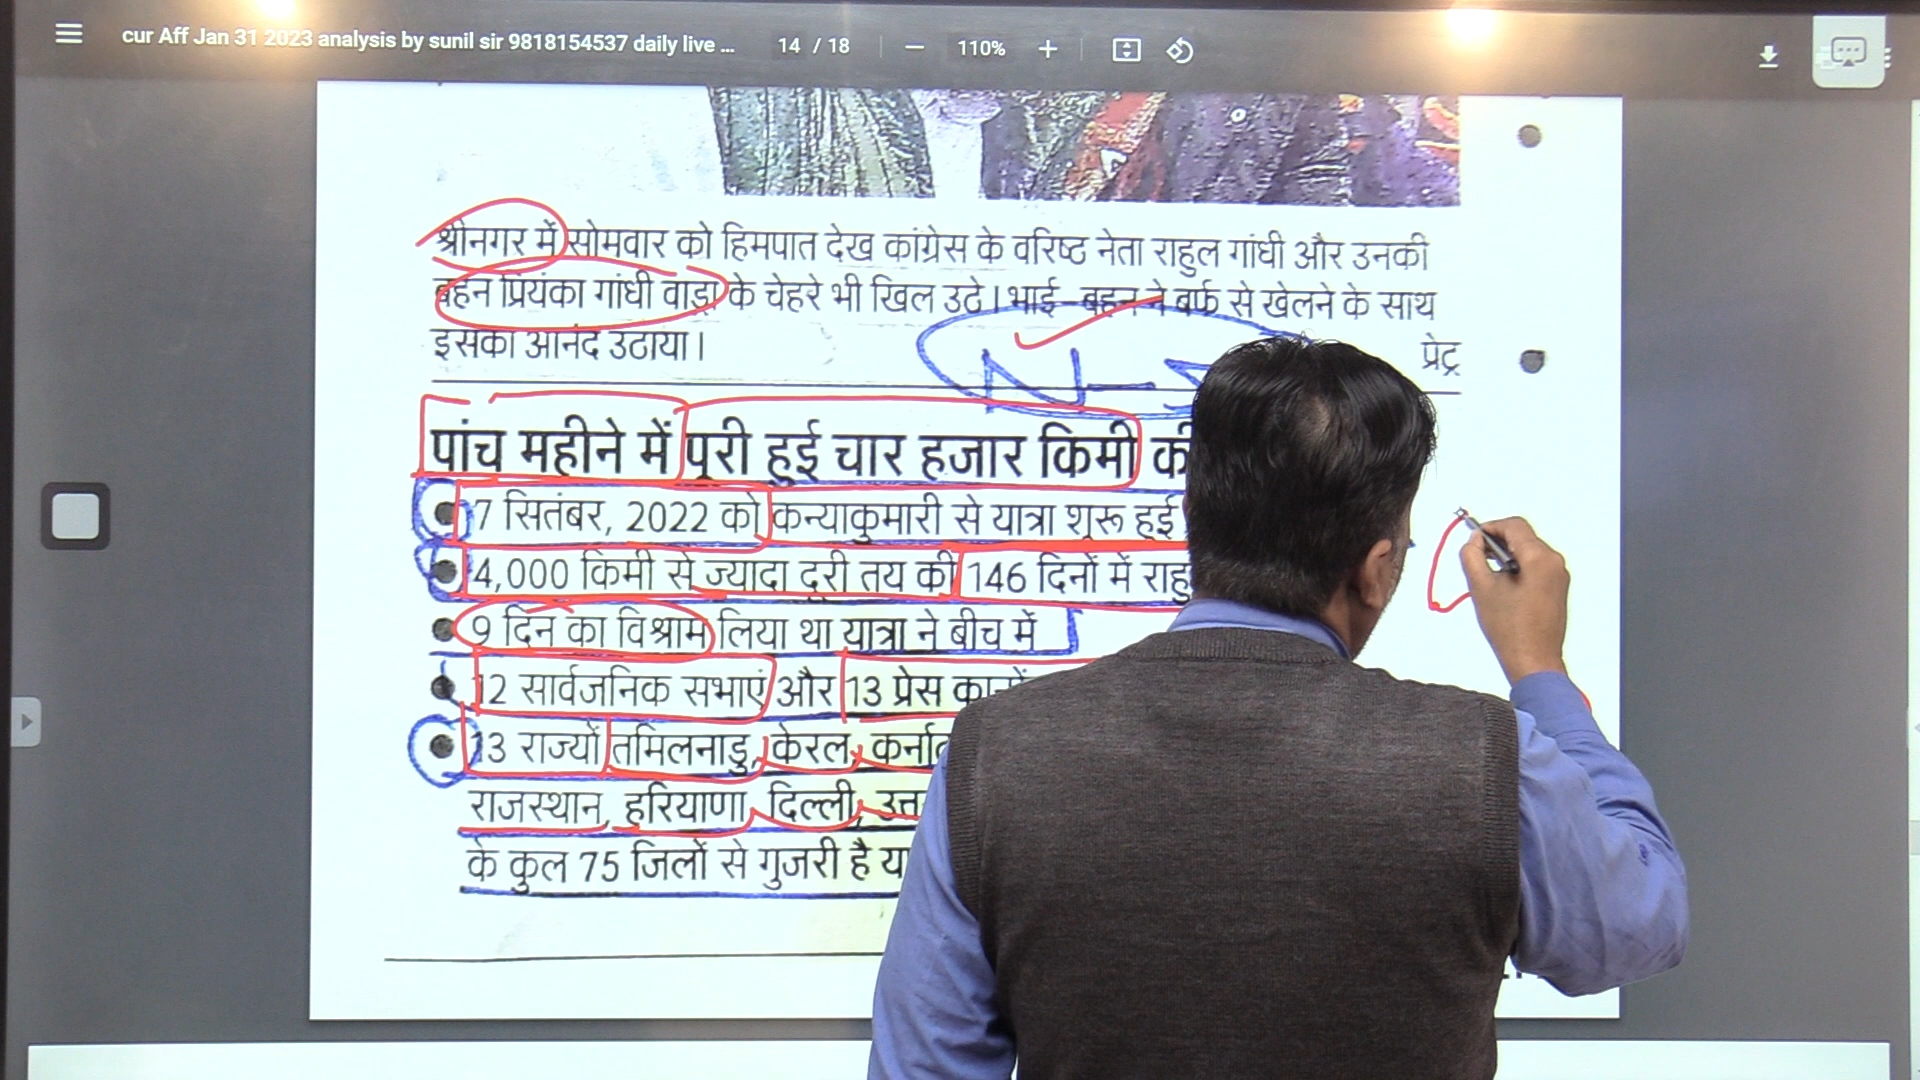 cur Aff Jan 31 2023 analysis by sunil sir 9818154537 daily live ...
14 / 18
110%
श्रीनगर में सोमवार को हिमपात देख कांग्रेस के वरिष्ट नेता राहुल गांधी और उनकी
बहन प्रियंका गांधी वाड्रा के चेहरे भी खिल उठे। भाई-बहन ने बर्फ से खेलने के साथ
इसका आनंद उठाया।
प्रेट्र
N-S
पांच महीने में पूरी हुई चार हजार किमी की
7 सितंबर, 2022 को कन्याकुमारी से यात्रा शुरू हुई
4,000 किमी से ज्यादा दूरी तय की 146 दिनों में
9 दिन का विश्राम लिया था यात्रा ने बीच में
12 सार्वजनिक सभाएं और 13 प्रेस
13 राज्यों तमिलनाडु, केरल,
राजस्थान, हरियाणा, दिल्ली,
के कुल 75 जिलों से गुजरी है